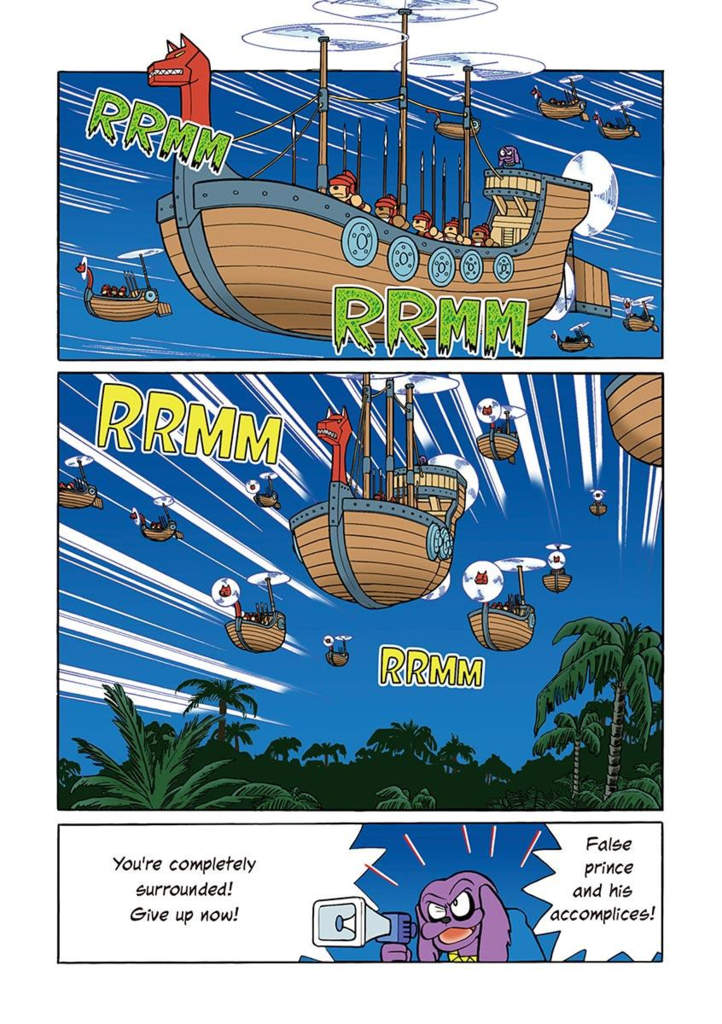 RRMM
RRMM
RRMM
RRMM
False
prince
and his
accomplices!
You're completely
surrounded!
Give up now!